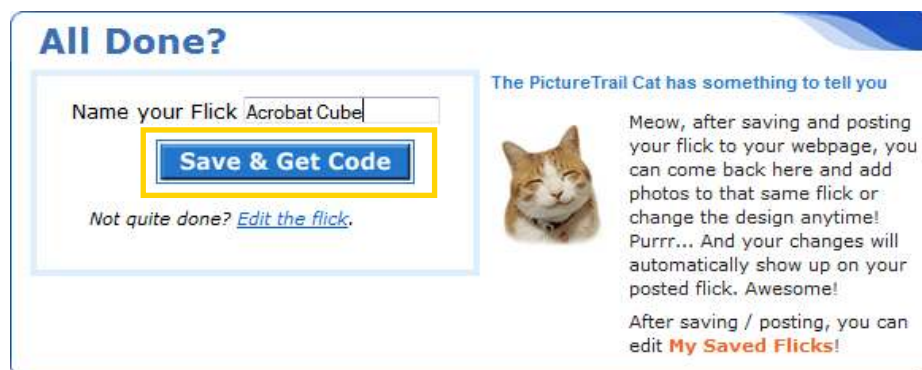 All Done?
Name your Flick Acrobat Cube
Save & Get Code
Not quite done? Edit the flick.
The PictureTrail Cat has something to tell you
Meow, after saving and posting
your flick to your webpage, you
can come back here and add
photos to that same flick or
change the design anytime!
Purrr... And your changes will
automatically show up on your
posted flick. Awesome!
After saving / posting, you can
edit My Saved Flicks!